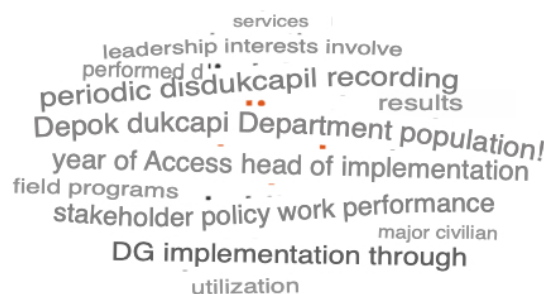 services
leadership interests involve
performed d
periodic disdukcapil recording
results
Depok dukcapi Department population!
year of Access head of implementation
field programs
stakeholder policy work performance
major civilian
DG implementation through
utilization